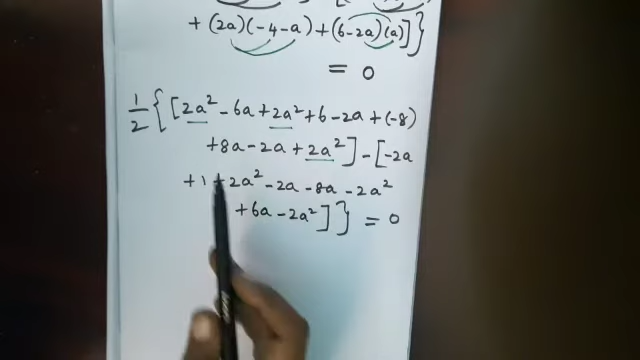 + (2a)(-4-a) + (6-2a)(a)]}
= 0
1/2 {[2a² - 6a + 2a² + 6 - 2a + (-8)
+ 8a - 2a + 2a²] - [-2a
+ 1 + 2a² - 2a - 8a - 2a²
+ 6a - 2a²]} = 0